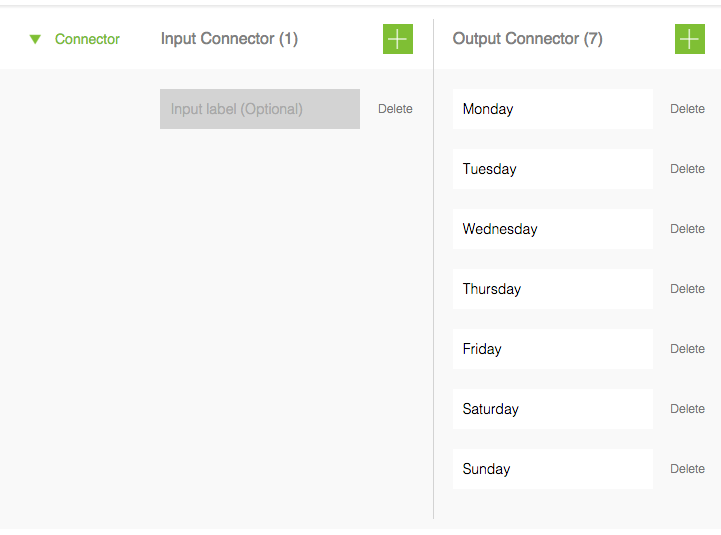 Connector
Input Connector (1)
Output Connector (7)
Input label (Optional)
Delete
Monday
Delete
Tuesday
Delete
Wednesday
Delete
Thursday
Delete
Friday
Delete
Saturday
Delete
Sunday
Delete